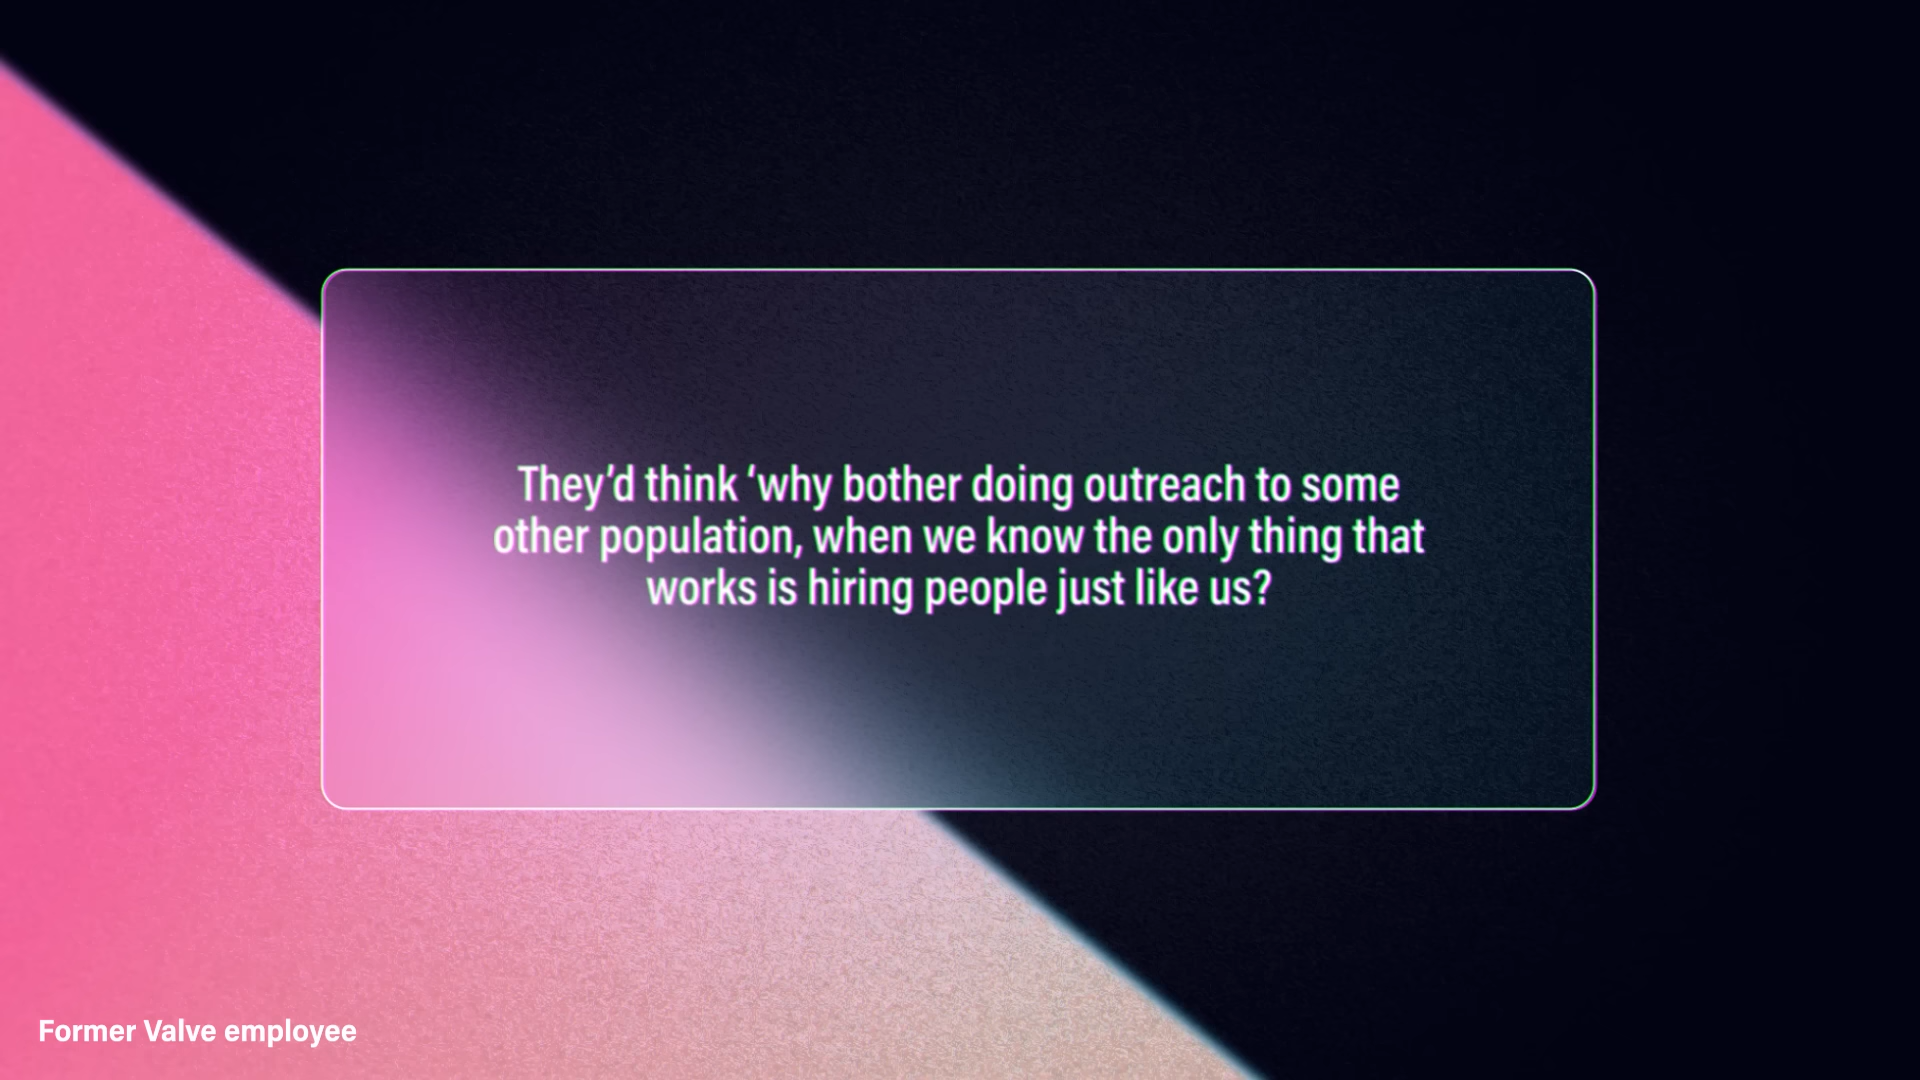 They’d think ‘why bother doing outreach to some
other population, when we know the only thing that
works is hiring people just like us?
Former Valve employee